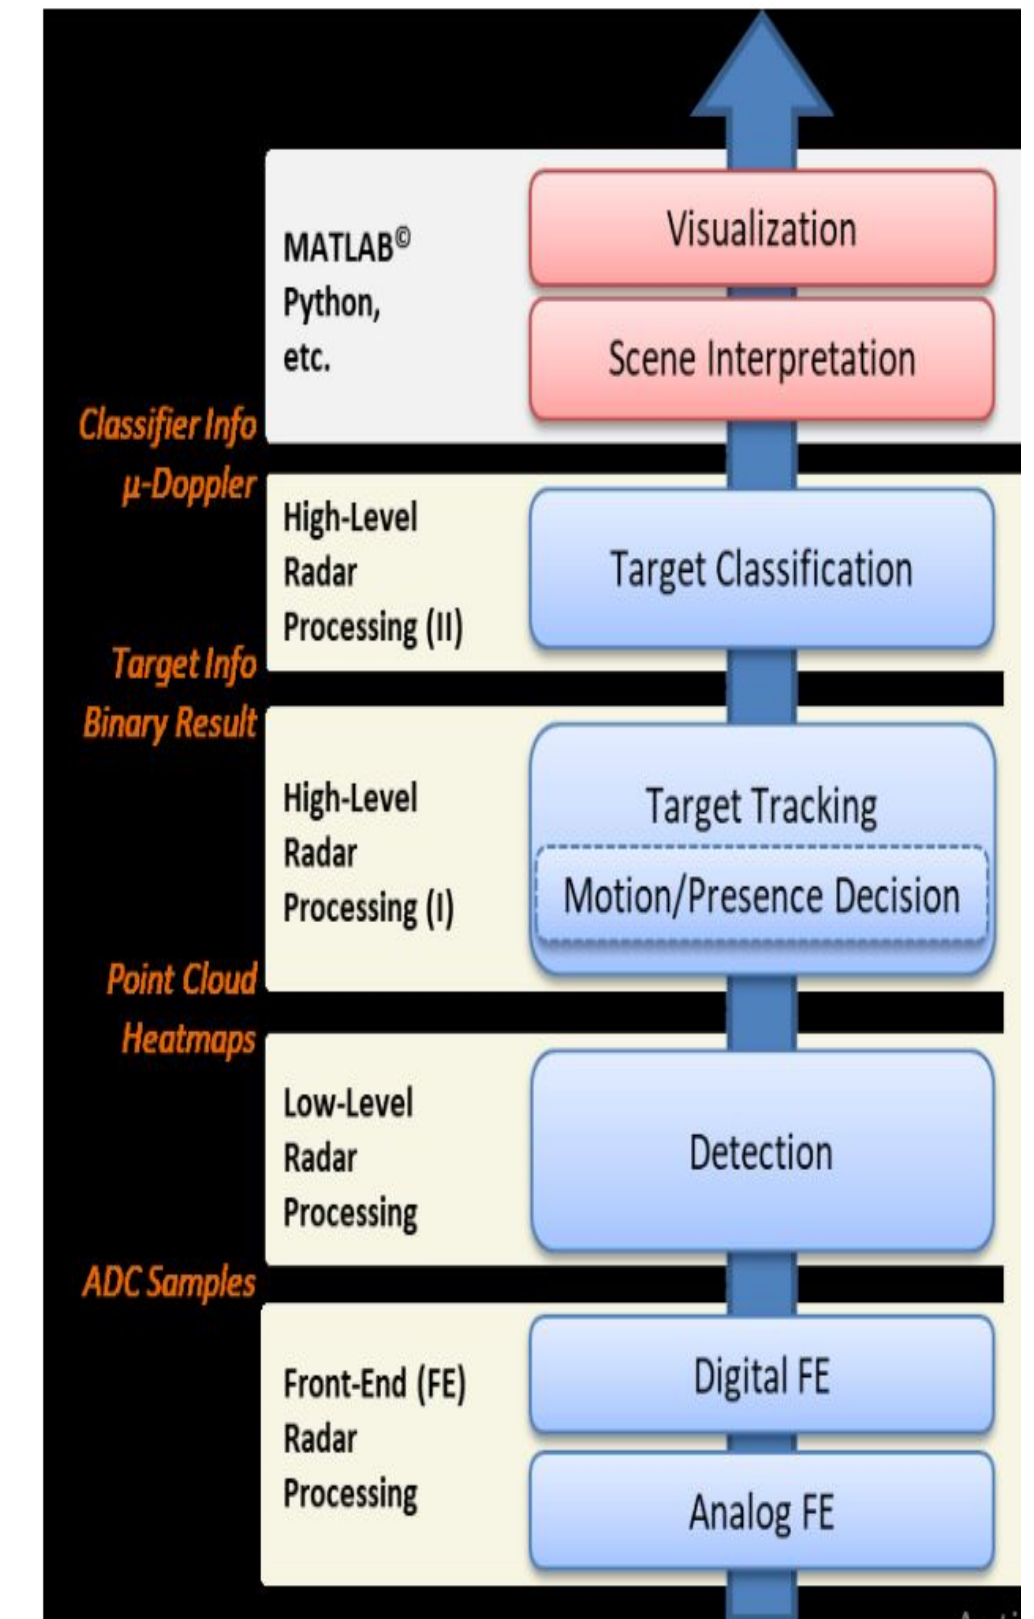 Visualization
MATLAB©
Python,
etc.
Scene Interpretation
Classifier Info
μ-Doppler
High-Level
Radar
Processing (II)
Target Classification
Target Info
Binary Result
High-Level
Radar
Processing (I)
Target Tracking
Motion/Presence Decision
Point Cloud
Heatmaps
Low-Level
Radar
Processing
Detection
ADC Samples
Front-End (FE)
Radar
Processing
Digital FE
Analog FE